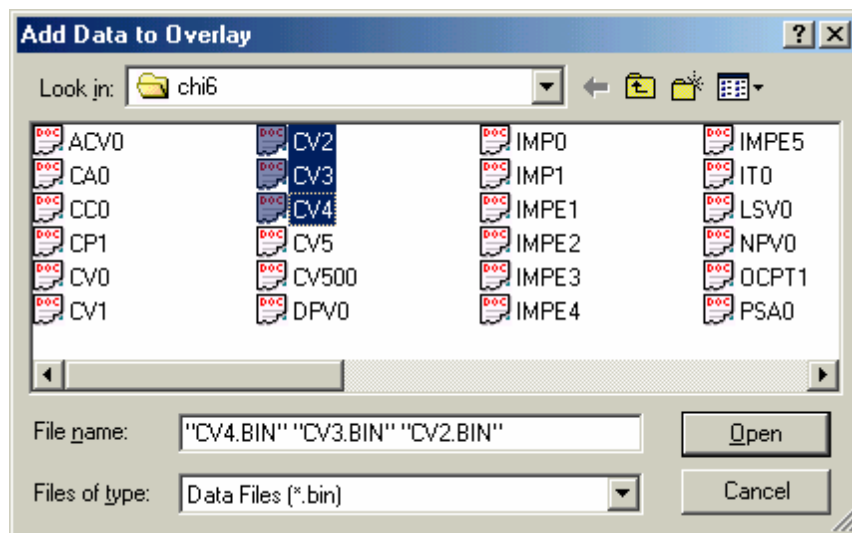 Add Data to Overlay
Look in: chi6
ACV0 CV2 IMP0 IMPE5
CA0 CV3 IMP1 IT0
CC0 CV4 IMPE1 LSV0
CP1 CV5 IMPE2 NPV0
CV0 CV500 IMPE3 OCPT1
CV1 DPV0 IMPE4 PSA0
File name: "CV4.BIN" "CV3.BIN" "CV2.BIN" Open
Files of type: Data Files (*.bin) Cancel